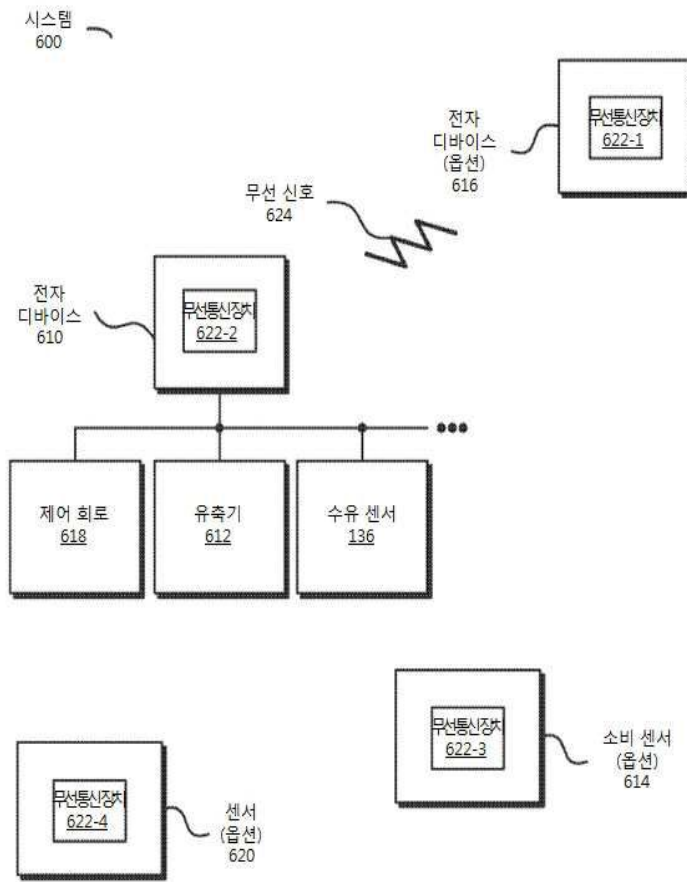 시스템
600
무선통신장치
622-1
전자
디바이스
(옵션)
616
무선 신호
624
무선통신장치
622-2
전자
디바이스
610
제어 회로
618
유축기
612
수유 센서
136
무선통신장치
622-3
소비 센서
(옵션)
614
무선통신장치
622-4
센서
(옵션)
620